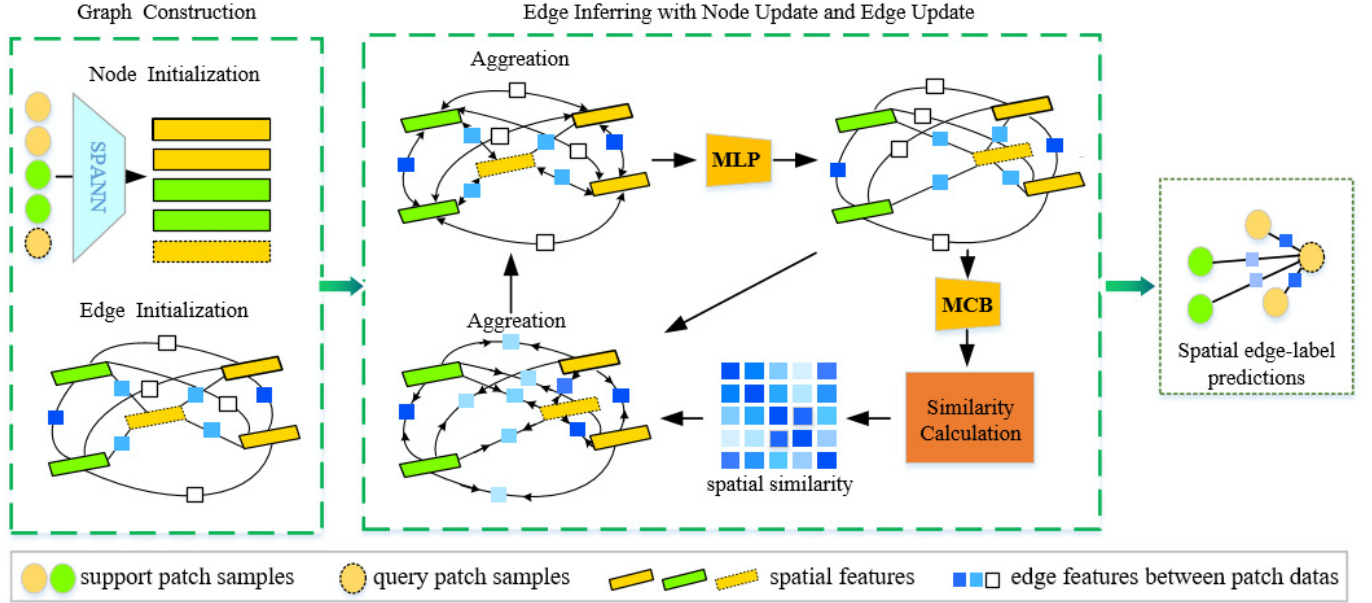 Graph Construction
Edge Inferring with Node Update and Edge Update
Node Initialization
SPANN
Edge Initialization
Aggreation
MLP
MCB
Aggreation
Similarity
Calculation
spatial similarity
Spatial edge-label
predictions
support patch samples
query patch samples
spatial features
edge features between patch datas